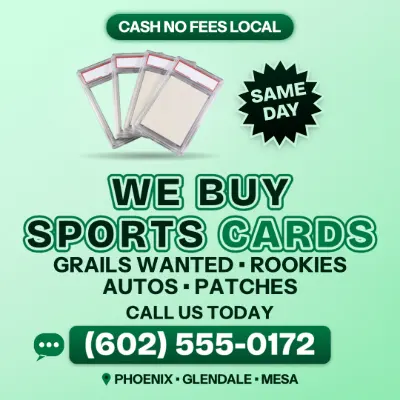 CASH NO FEES LOCAL
SAME
DAY
WE BUY
SPORTS CARDS
GRAILS WANTED ▪ ROOKIES
AUTOS ▪ PATCHES
CALL US TODAY
(602) 555-0172
PHOENIX ▪ GLENDALE ▪ MESA